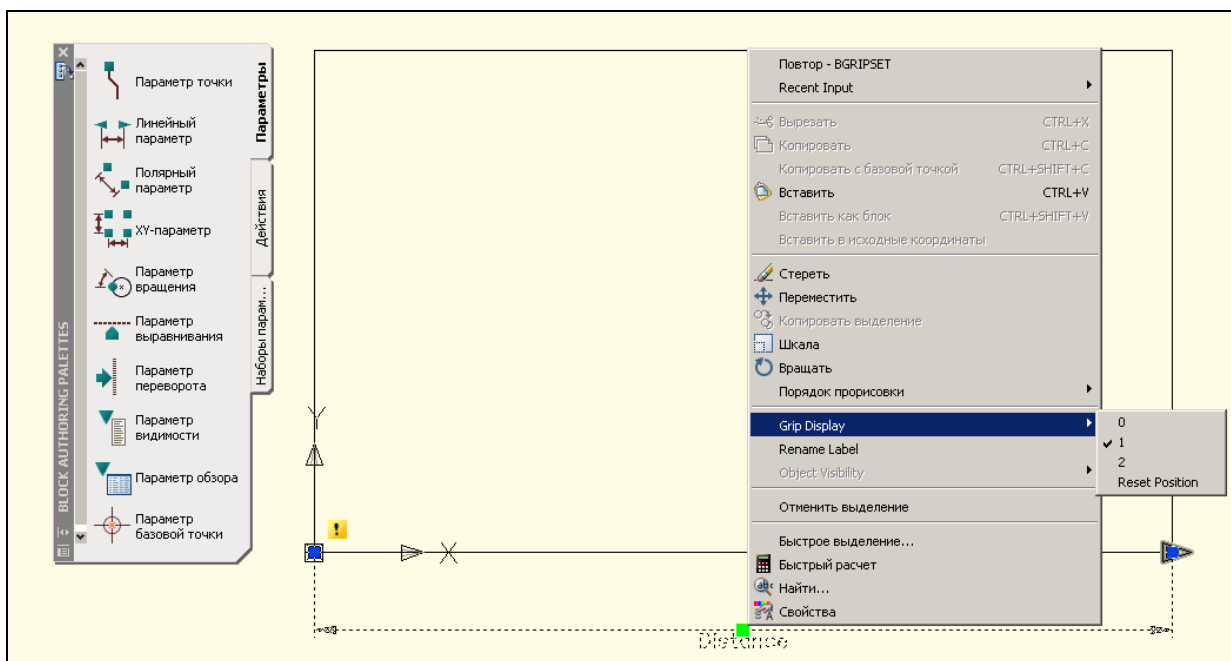 BLOCK AUTHORING PALETTES
Параметр точки
Линейный
параметр
Полярный
параметр
XY-параметр
Параметр
вращения
Параметр
выравнивания
Параметр
переворота
Параметр
видимости
Параметр обзора
Параметр
базовой точки
Параметры
Действия
Наборы парам...
Y
X
Distance
Повтор - BGRIPSET
Recent Input
Вырезать CTRL+X
Копировать CTRL+C
Копировать с базовой точкой CTRL+SHIFT+C
Вставить CTRL+V
Вставить как блок CTRL+SHIFT+V
Вставить в исходные координаты
Стереть
Переместить
Копировать выделение
Шкала
Вращать
Порядок прорисовки
Grip Display
Rename Label
Object Visibility
Отменить выделение
Быстрое выделение...
Быстрый расчет
Найти...
Свойства
0
1
2
Reset Position